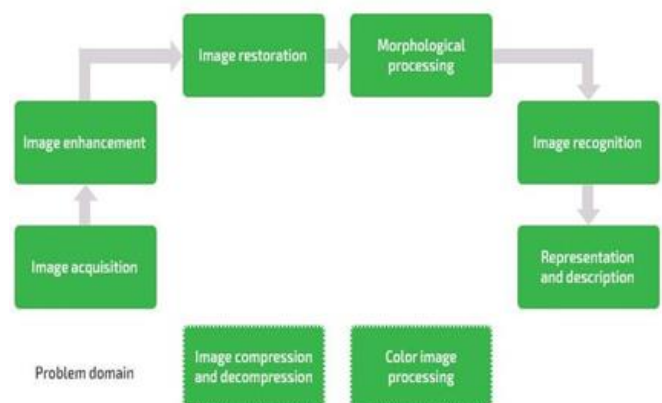 Image restoration
Morphological
processing
Image enhancement
Image recognition
Image acquisition
Representation
and description
Problem domain
Image compression
and decompression
Color image
processing